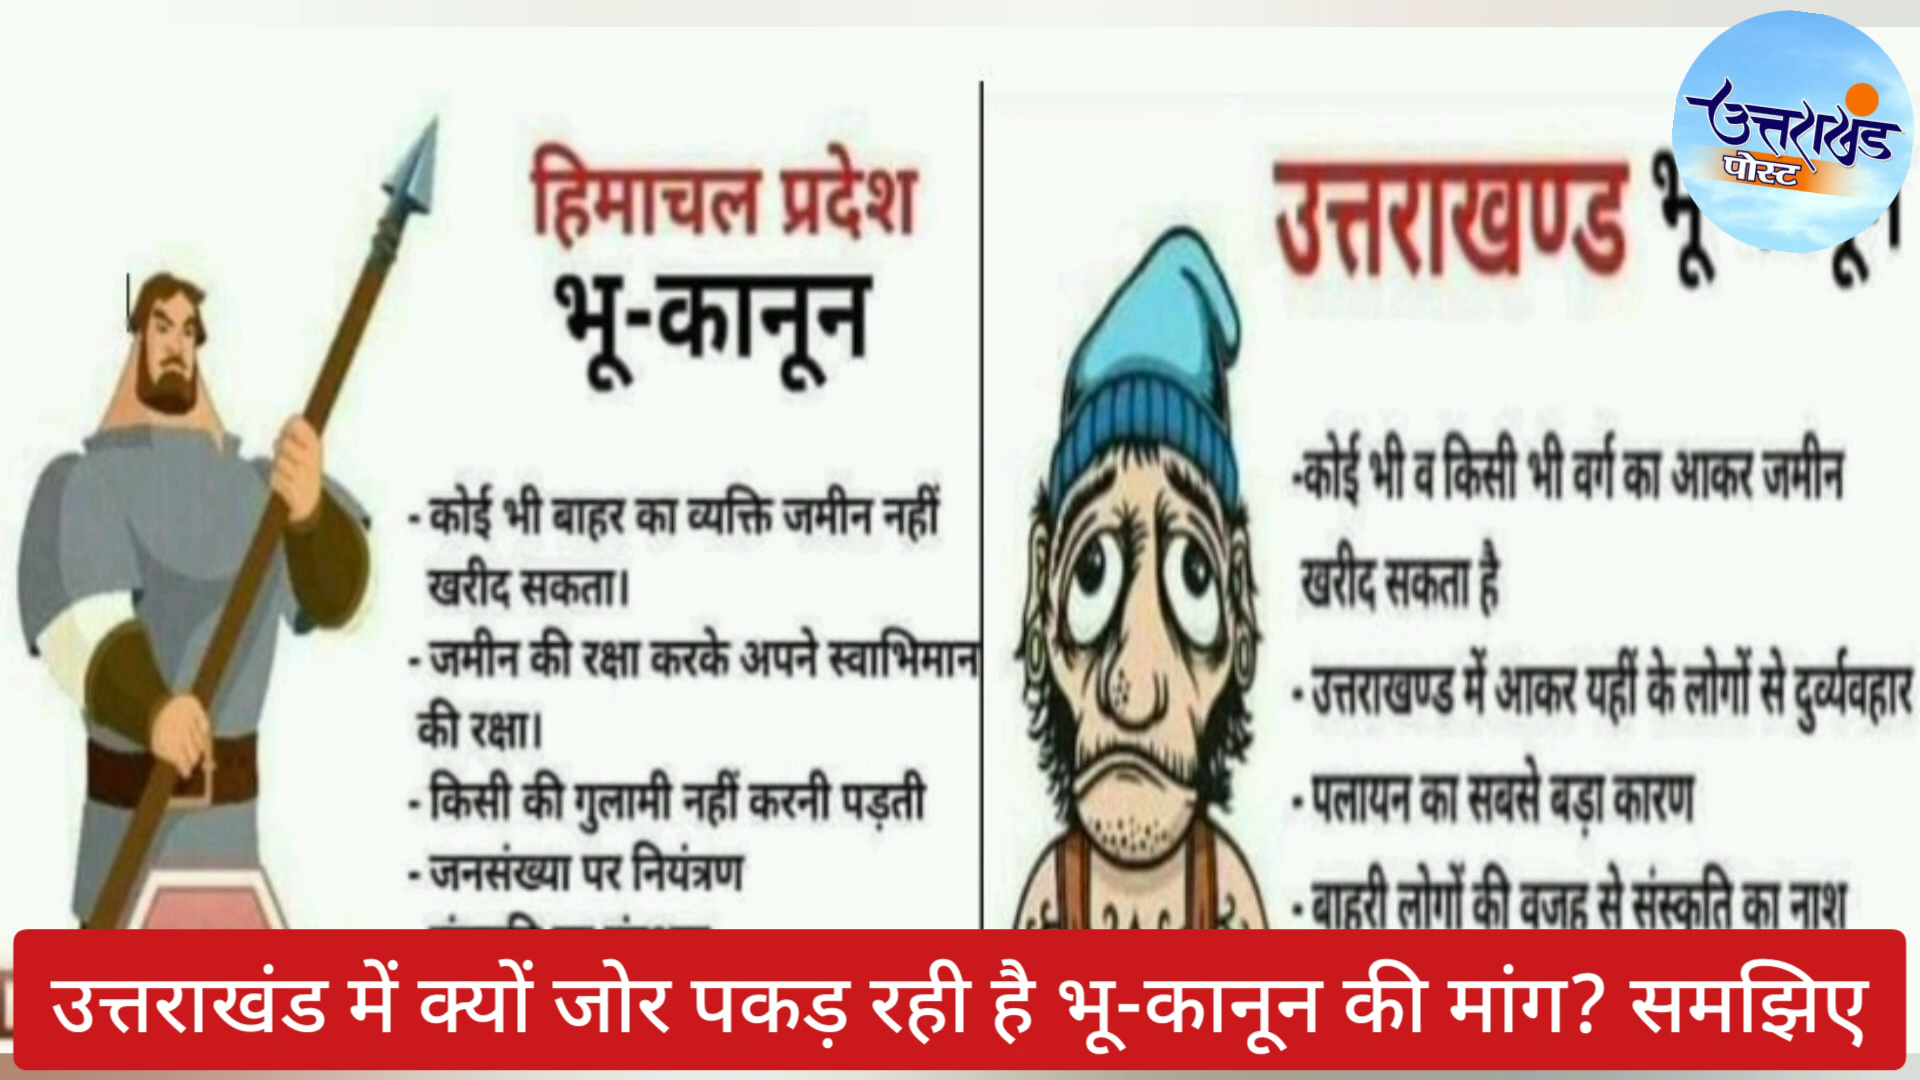 उत्तराखंड
पोस्ट
हिमाचल प्रदेश
भू-कानून
- कोई भी बाहर का व्यक्ति जमीन नहीं
खरीद सकता।
- जमीन की रक्षा करके अपने स्वाभिमान
की रक्षा।
- किसी की गुलामी नहीं करनी पड़ती
- जनसंख्या पर नियंत्रण
उत्तराखण्ड
-कोई भी व किसी भी वर्ग का आकर जमीन
खरीद सकता है
- उत्तराखण्ड में आकर यहीं के लोगों से दुर्व्यवहार
- पलायन का सबसे बड़ा कारण
- बाहरी लोगों की वजह से संस्कृति का नाश
उत्तराखंड में क्यों जोर पकड़ रही है भू-कानून की मांग? समझिए